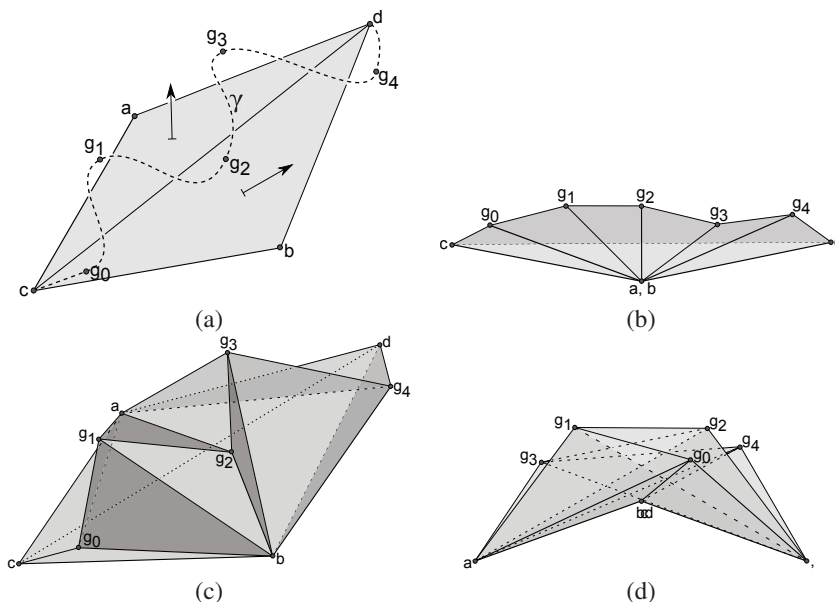 d
g3
g4
a
γ
g1
g2
b
g0
c
(a)
g1 g2
g0 g3 g4
c
a, b
(b)
g3 d
a g4
g1
g2
g0
c b
(c)
g1 g2
g3 g0 g4
a ,
(d)